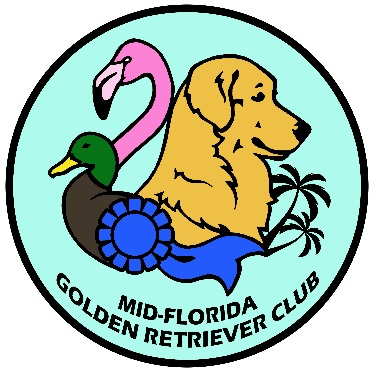 MID-FLORIDA
GOLDEN RETRIEVER CLUB